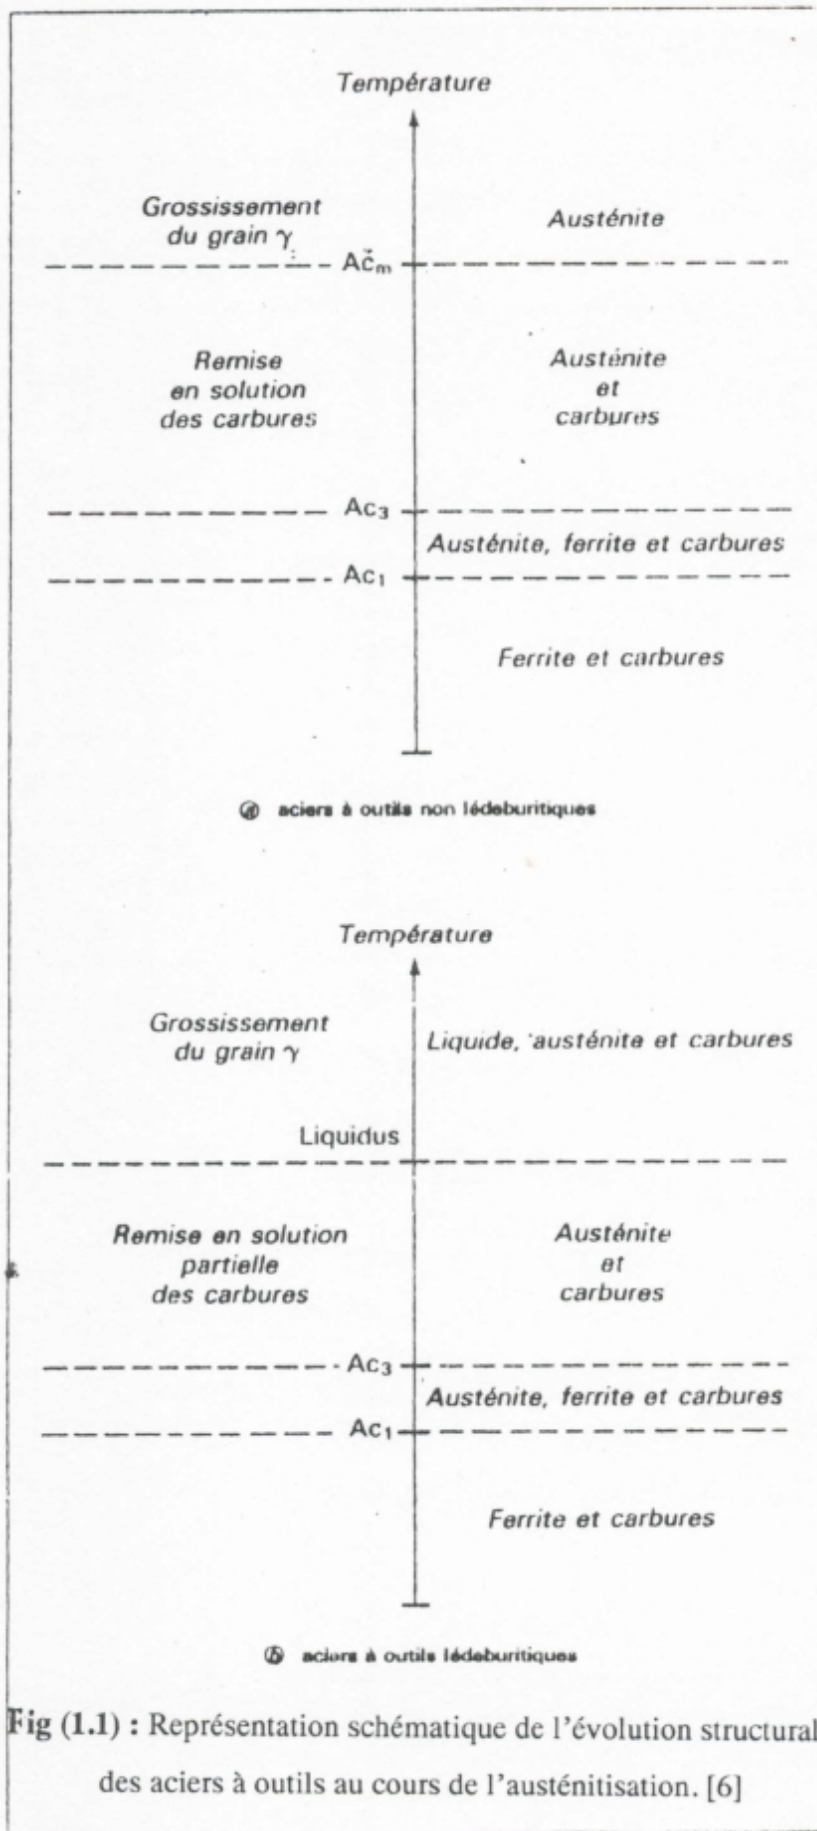 Température
Grossissement
du grain γ
Austénite
Ac̄m
Remise
en solution
des carbures
Austénite
et
carbures
Ac₃
Austénite, ferrite et carbures
Ac₁
Ferrite et carbures
ⓐ aciers à outils non lédeburitiques
Température
Grossissement
du grain γ
Liquide, austénite et carbures
Liquidus
Remise en solution
partielle
des carbures
Austénite
et
carbures
Ac₃
Austénite, ferrite et carbures
Ac₁
Ferrite et carbures
ⓑ aciers à outils lédeburitiques
Fig (1.1) : Représentation schématique de l'évolution structural
des aciers à outils au cours de l'austénitisation. [6]